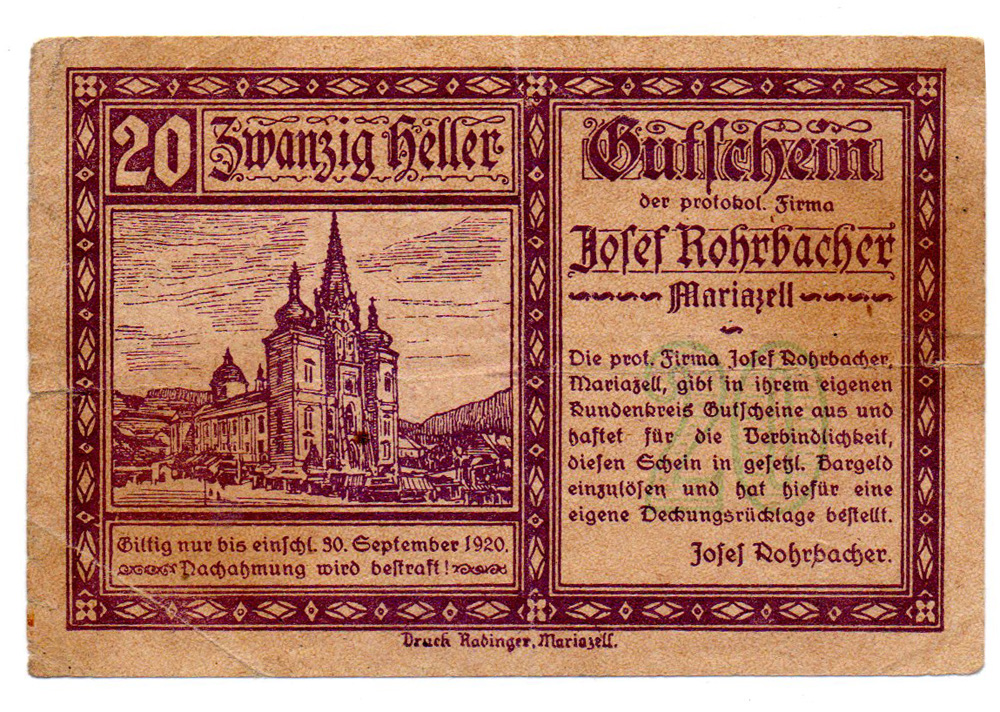 20 Zwanzig Heller
Giltig nur bis einschl. 30. September 1920.
Nachahmung wird bestraft!
Gutschein
der protokol. Firma
Josef Rohrbacher
Mariazell
20
Die prot. Firma Josef Rohrbacher,
Mariazell, gibt in ihrem eigenen
Kundenkreis Gutscheine aus und
haftet für die Verbindlichkeit,
diesen Schein in gesetzl. Bargeld
einzulösen und hat hiefür eine
eigene Deckungsrücklage bestellt.
Josef Rohrbacher.
Druck Radinger, Mariazell.